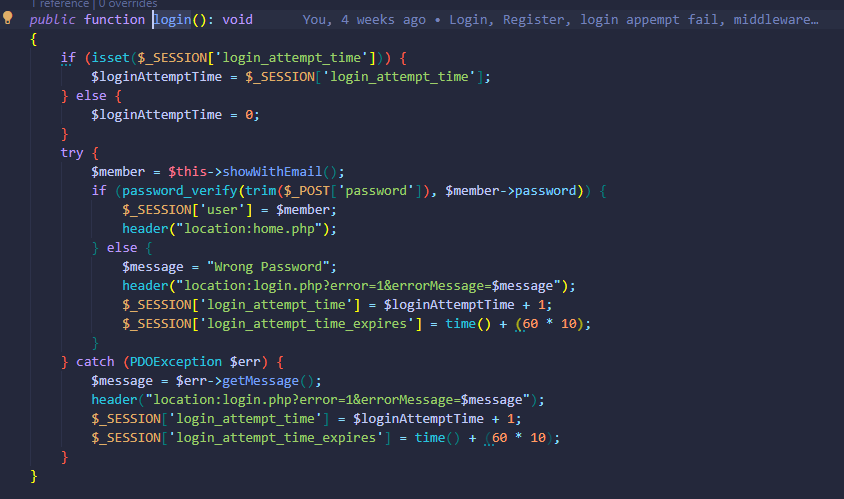 1 reference | 0 overrides
public function login(): void You, 4 weeks ago • Login, Register, login appempt fail, middleware…
{
if (isset($_SESSION['login_attempt_time'])) {
$loginAttemptTime = $_SESSION['login_attempt_time'];
} else {
$loginAttemptTime = 0;
}
try {
$member = $this->showWithEmail();
if (password_verify(trim($_POST['password']), $member->password)) {
$_SESSION['user'] = $member;
header("location:home.php");
} else {
$message = "Wrong Password";
header("location:login.php?error=1&errorMessage=$message");
$_SESSION['login_attempt_time'] = $loginAttemptTime + 1;
$_SESSION['login_attempt_time_expires'] = time() + (60 * 10);
}
} catch (PDOException $err) {
$message = $err->getMessage();
header("location:login.php?error=1&errorMessage=$message");
$_SESSION['login_attempt_time'] = $loginAttemptTime + 1;
$_SESSION['login_attempt_time_expires'] = time() + (60 * 10);
}
}